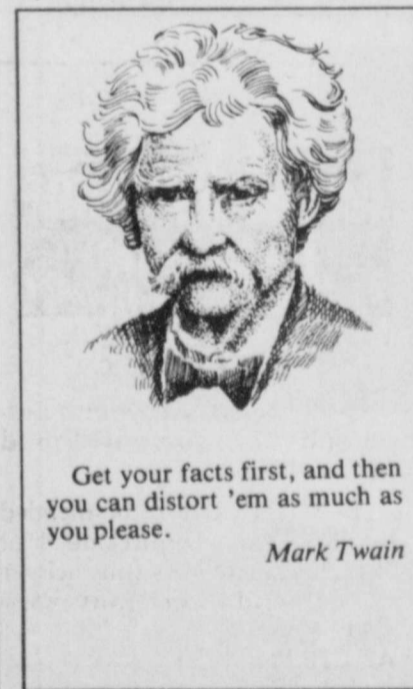 Get your facts first, and then
you can distort ’em as much as
you please.
Mark Twain